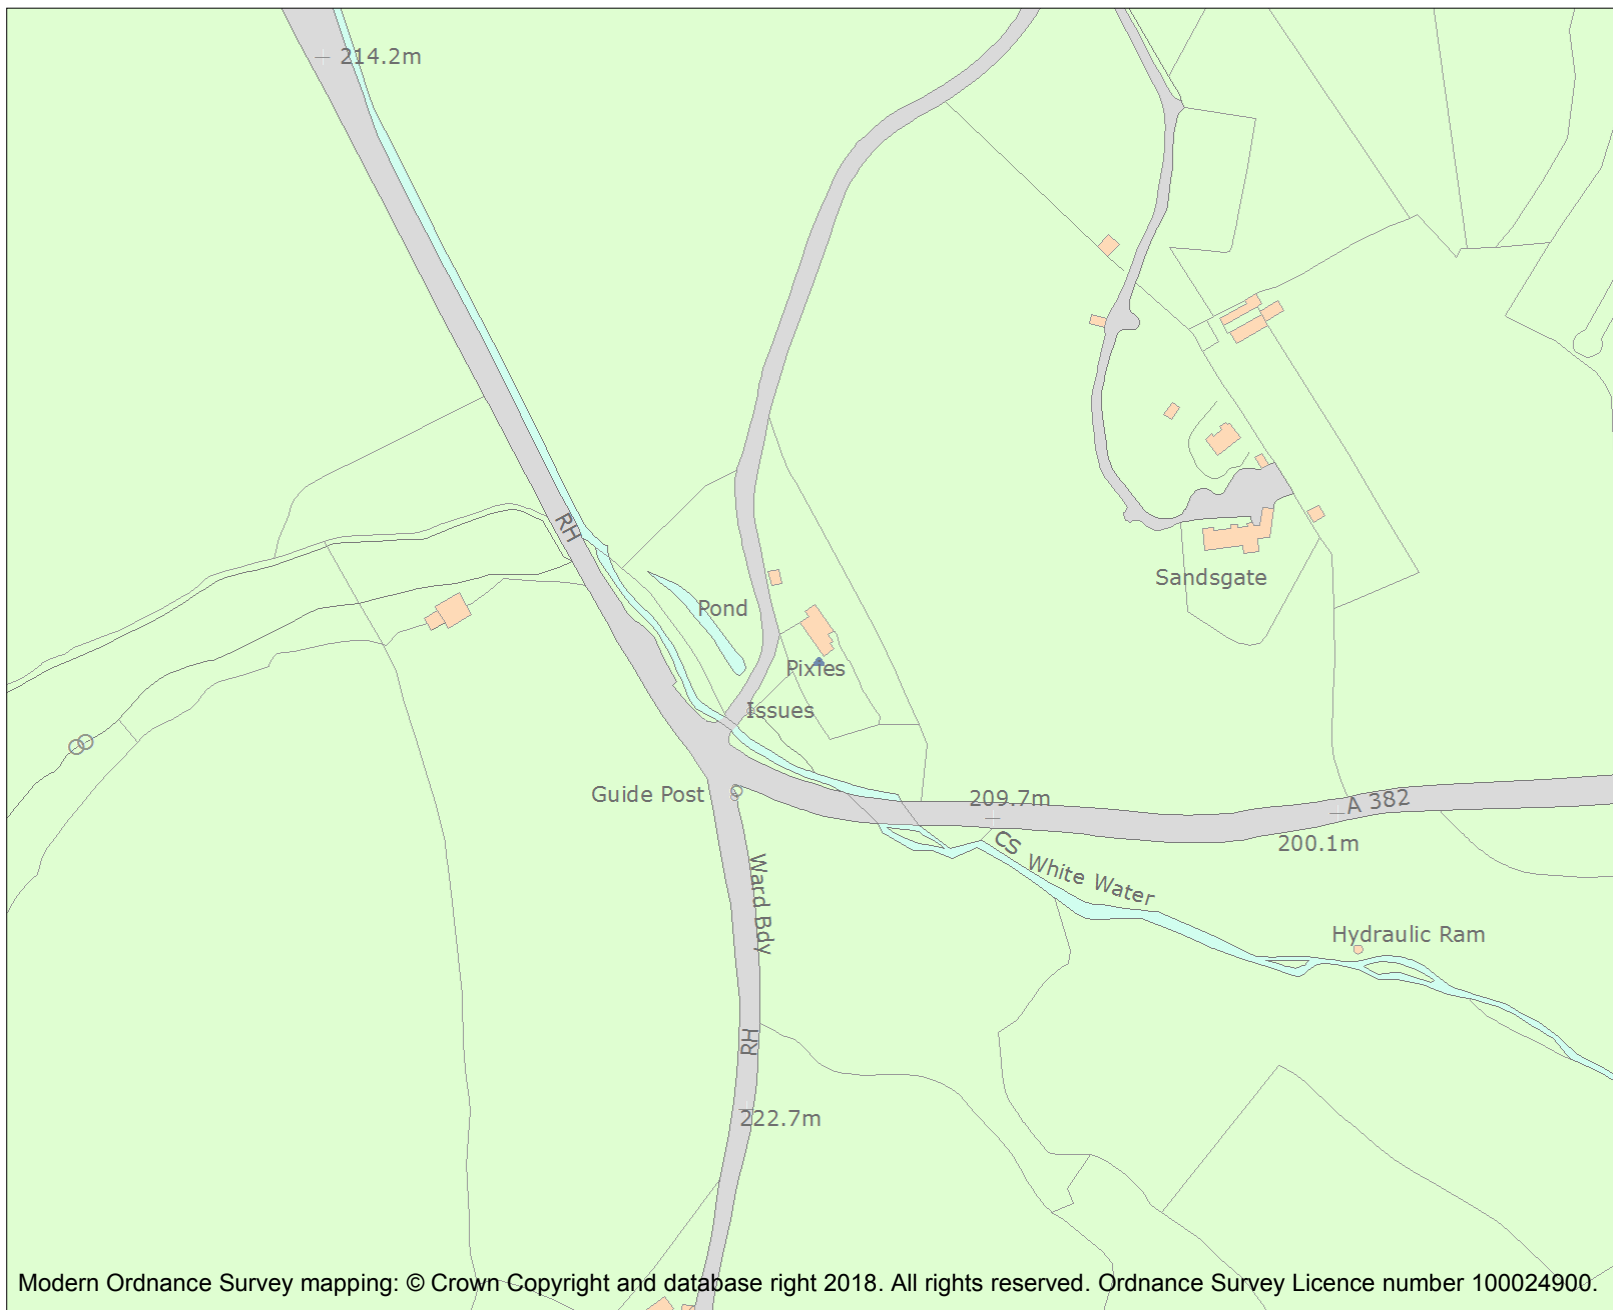 214.2m
RH
Sandsgate
Pond
Pixies
Issues
Guide Post
209.7m
A 382
200.1m
CS
White Water
Ward Bdy
Hydraulic Ram
RH
222.7m
Modern Ordnance Survey mapping: © Crown Copyright and database right 2018. All rights reserved. Ordnance Survey Licence number 100024900.